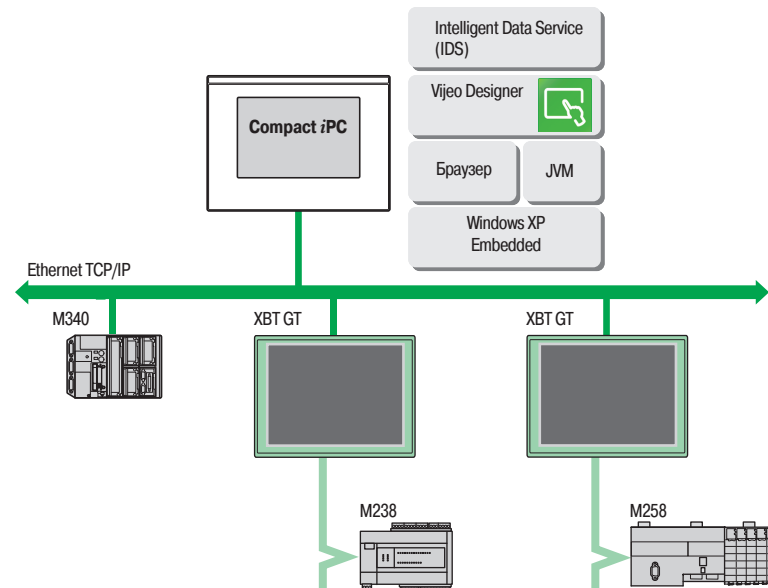 Intelligent Data Service
(IDS)
Vijeo Designer
Compact iPC
Браузер
JVM
Windows XP
Embedded
Ethernet TCP/IP
M340
XBT GT
XBT GT
M238
M258